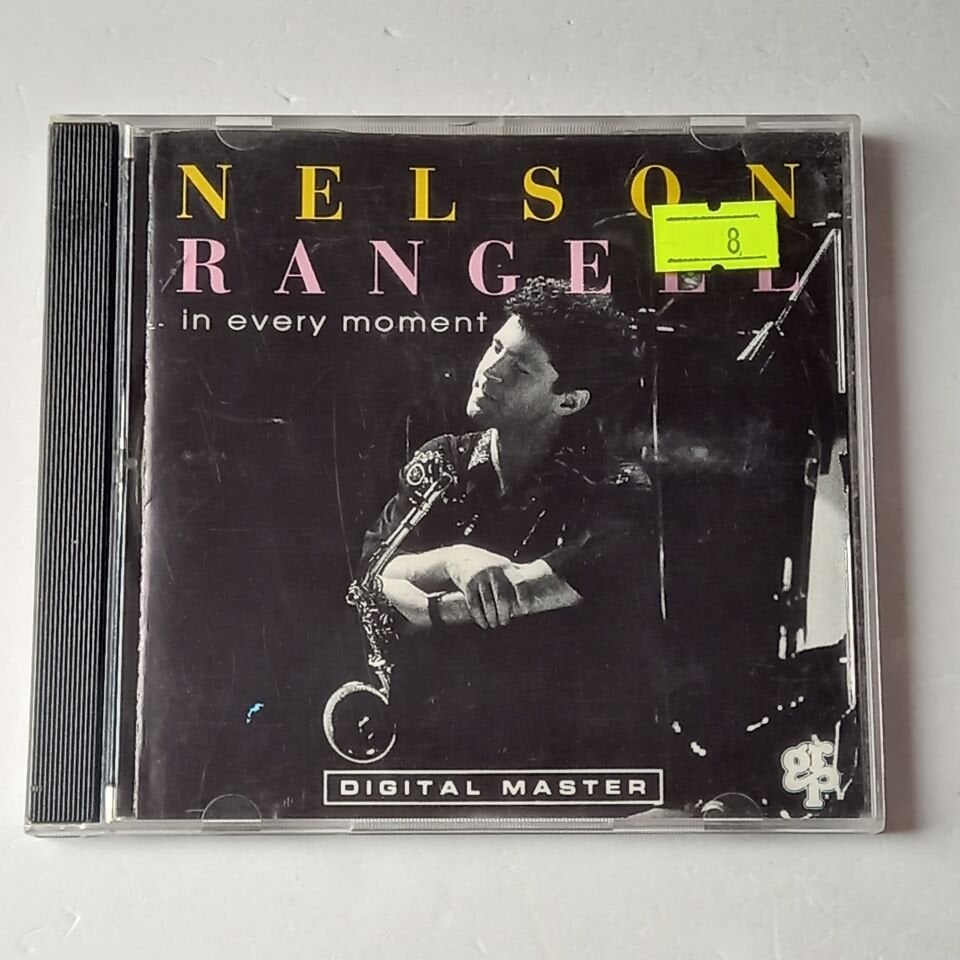 NELSON
RANGELL
8
in every moment
DIGITAL MASTER
grp